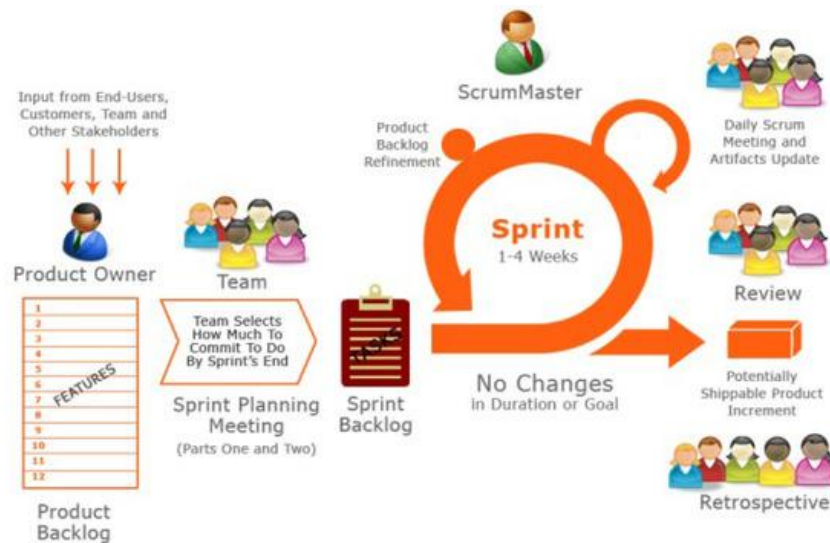 Input from End-Users,
Customers, Team and
Other Stakeholders
Product Owner
1
2
3
4
5
6
7
8
9
10
11
12
FEATURES
Product
Backlog
Team
Team Selects
How Much To
Commit To Do
By Sprint's End
Sprint Planning
Meeting
(Parts One and Two)
TASKS
Sprint
Backlog
ScrumMaster
Product
Backlog
Refinement
Sprint
1-4 Weeks
No Changes
in Duration or Goal
Daily Scrum
Meeting and
Artifacts Update
Review
Potentially
Shippable Product
Increment
Retrospective